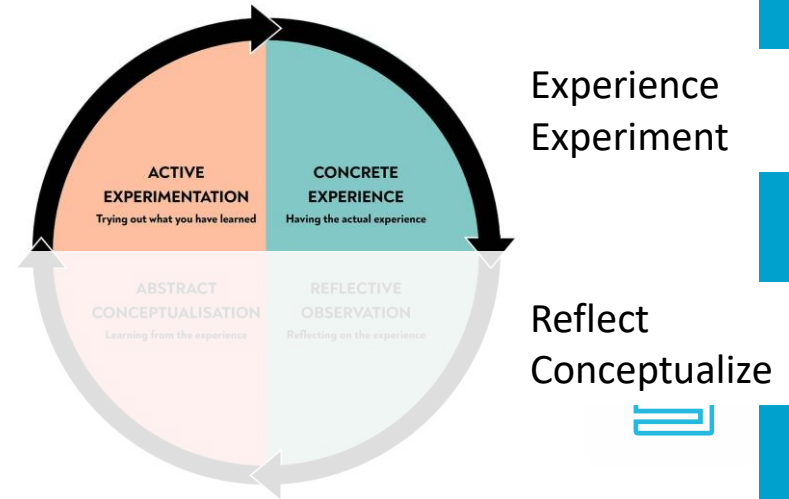 ACTIVE
EXPERIMENTATION
Trying out what you have learned
CONCRETE
EXPERIENCE
Having the actual experience
ABSTRACT
CONCEPTUALISATION
Learning from the experience
REFLECTIVE
OBSERVATION
Reflecting on the experience
Experience
Experiment
Reflect
Conceptualize